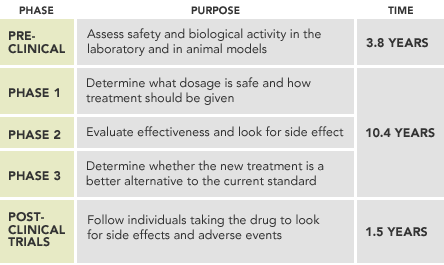 PHASE PURPOSE TIME
PRE-
CLINICAL
Assess safety and biological activity in the
laboratory and in animal models
3.8 YEARS
PHASE 1
Determine what dosage is safe and how
treatment should be given
10.4 YEARS
PHASE 2
Evaluate effectiveness and look for side effect
PHASE 3
Determine whether the new treatment is a
better alternative to the current standard
POST-
CLINICAL
TRIALS
Follow individuals taking the drug to look
for side effects and adverse events
1.5 YEARS